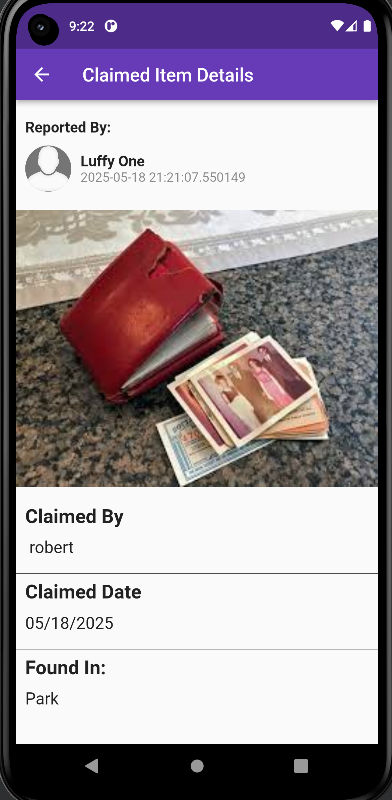 9:22
Claimed Item Details
Reported By:
Luffy One
2025-05-18 21:21:07.550149
Claimed By
robert
Claimed Date
05/18/2025
Found In:
Park